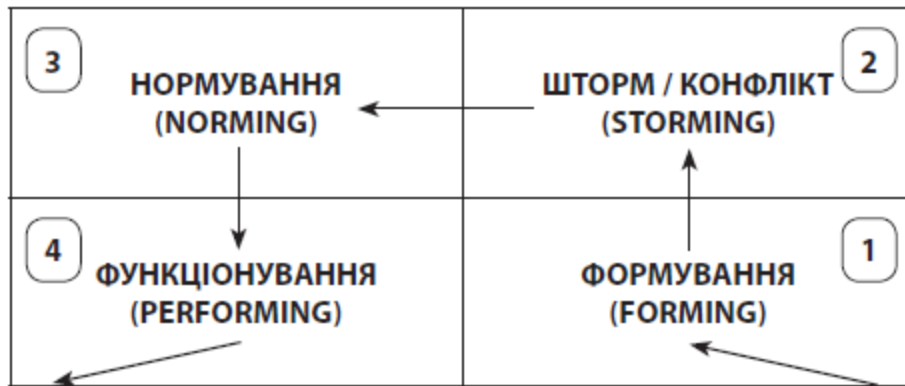 3
НОРМУВАННЯ
(NORMING)
ШТОРМ / КОНФЛІКТ
(STORMING)
2
4
ФУНКЦІОНУВАННЯ
(PERFORMING)
ФОРМУВАННЯ
(FORMING)
1